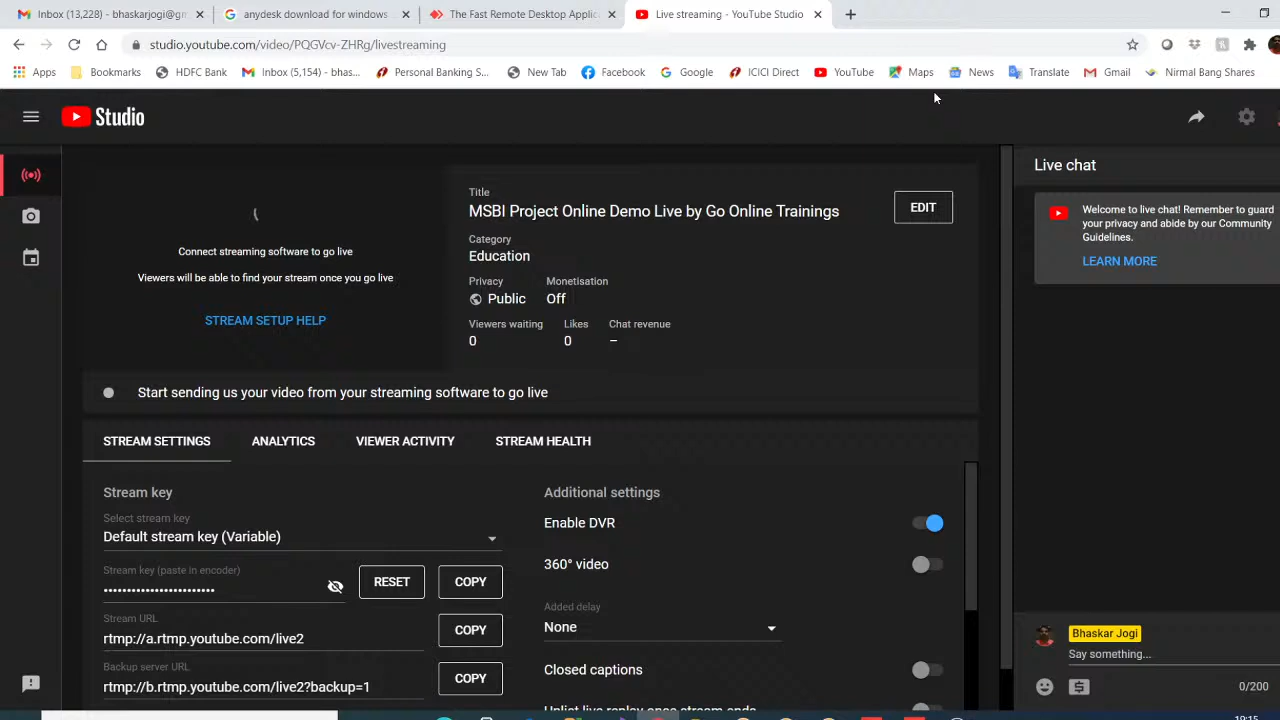 Inbox (13,228) - bhaskarjogi@gm
anydesk download for windows
The Fast Remote Desktop Applic
Live streaming - YouTube Studio
studio.youtube.com/video/PQGVcv-ZHRg/livestreaming
Apps
Bookmarks
HDFC Bank
Inbox (5,154) - bhas...
Personal Banking S...
New Tab
Facebook
Google
ICICI Direct
YouTube
Maps
News
Translate
Gmail
Nirmal Bang Shares
Studio
Connect streaming software to go live
Viewers will be able to find your stream once you go live
STREAM SETUP HELP
Title
MSBI Project Online Demo Live by Go Online Trainings
EDIT
Category
Education
Privacy Monetisation
Public Off
Viewers waiting Likes Chat revenue
0 0 –
Start sending us your video from your streaming software to go live
STREAM SETTINGS ANALYTICS VIEWER ACTIVITY STREAM HEALTH
Stream key
Select stream key
Default stream key (Variable)
Stream key (paste in encoder)
••••••••••••••••••••••••
RESET COPY
Stream URL
rtmp://a.rtmp.youtube.com/live2
COPY
Backup server URL
rtmp://b.rtmp.youtube.com/live2?backup=1
COPY
Additional settings
Enable DVR
360° video
Added delay
None
Closed captions
Unlist live replay once stream ends
Live chat
Welcome to live chat! Remember to guard
your privacy and abide by our Community
Guidelines.
LEARN MORE
Bhaskar Jogi
Say something...
0/200
19:15